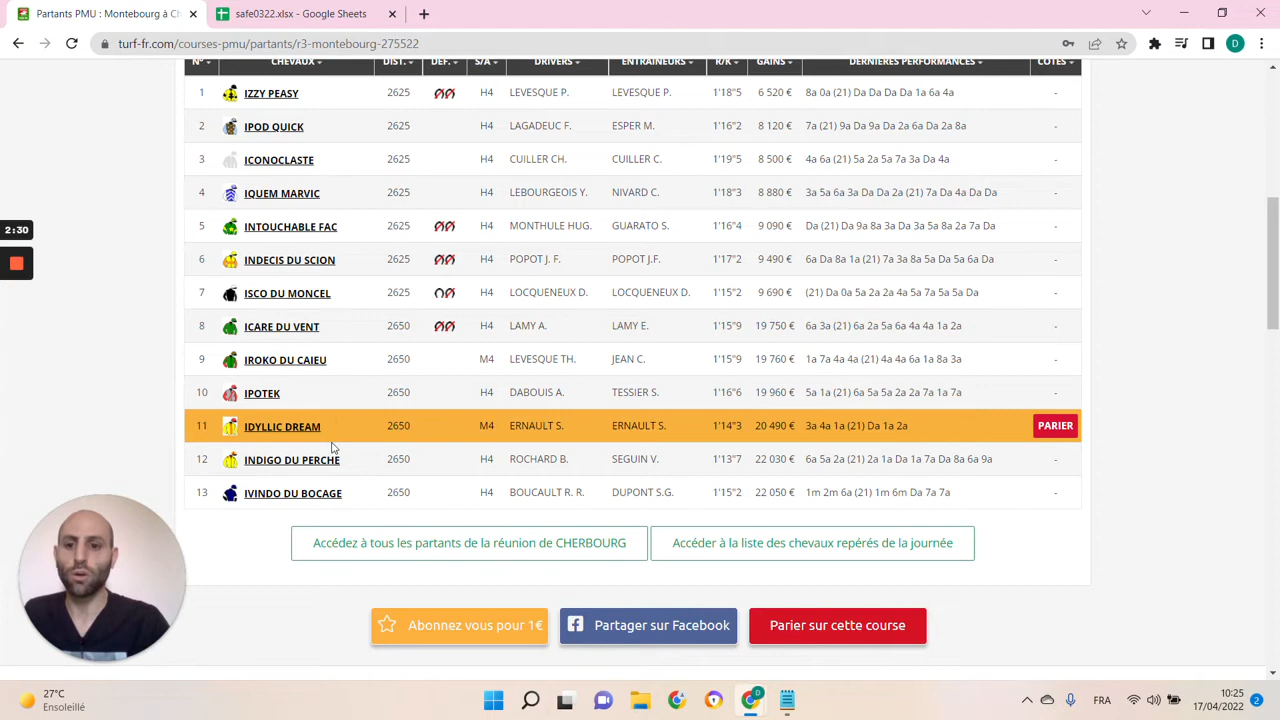 Partants PMU : Montebourg à Ch
safe0322.xlsx - Google Sheets
turf-fr.com/courses-pmu/partants/r3-montebourg-275522
D
N° CHEVAUX DIST. DEF. S/A DRIVERS ENTRAINEURS R/K GAINS DERNIÈRES PERFORMANCES COTES
1 IZZY PEASY 2625 H4 LEVESQUE P. LEVESQUE P. 1'18"5 6 520 € 8a 0a (21) Da Da Da Da 1a 6a 4a -
2 IPOD QUICK 2625 H4 LAGADEUC F. ESPER M. 1'16"2 8 120 € 7a (21) 9a Da 9a Da 2a 6a Da 2a 8a -
3 ICONOCLASTE 2625 H4 CUILLER CH. CUILLER C. 1'19"5 8 500 € 4a 6a (21) 5a 2a 5a 7a 3a Da 4a -
4 IQUEM MARVIC 2625 H4 LEBOURGEOIS Y. NIVARD C. 1'18"3 8 880 € 3a 5a 6a 3a Da Da 2a (21) 7a Da 4a Da Da -
5 INTOUCHABLE FAC 2625 H4 MONTHULE HUG. GUARATO S. 1'16"4 9 090 € Da (21) Da 9a 8a 3a Da 3a 5a 8a 2a 7a Da -
6 INDECIS DU SCION 2625 H4 POPOT J. F. POPOT J.F. 1'17"2 9 490 € 6a Da 8a 1a (21) 7a 3a 8a 5a Da 5a 6a Da -
7 ISCO DU MONCEL 2625 H4 LOCQUENEUX D. LOCQUENEUX D. 1'15"2 9 690 € (21) Da 0a 5a 2a 2a 4a 5a 7a 5a 5a Da -
8 ICARE DU VENT 2650 H4 LAMY A. LAMY E. 1'15"9 19 750 € 6a 3a (21) 6a 2a 5a 6a 4a 4a 1a 2a -
9 IROKO DU CAIEU 2650 M4 LEVESQUE TH. JEAN C. 1'15"9 19 760 € 1a 7a 4a 4a (21) 4a 6a 1a 8a 3a -
10 IPOTEK 2650 H4 DABOUIS A. TESSIER S. 1'16"6 19 960 € 5a 1a (21) 6a 5a 5a 2a 2a 7a 1a 7a -
11 IDYLLIC DREAM 2650 M4 ERNAULT S. ERNAULT S. 1'14"3 20 490 € 3a 4a 1a (21) Da 1a 2a PARIER
12 INDIGO DU PERCHE 2650 H4 ROCHARD B. SEGUIN V. 1'13"7 22 030 € 6a 5a 2a (21) 2a 1a Da 1a 7a Da 8a 6a 9a -
13 IVINDO DU BOCAGE 2650 H4 BOUCAULT R. R. DUPONT S.G. 1'15"2 22 050 € 1m 2m 6a (21) 1m 6m Da 7a 7a -
2:30
Accédez à tous les partants de la réunion de CHERBOURG
Accéder à la liste des chevaux repérés de la journée
Abonnez vous pour 1€
Partager sur Facebook
Parier sur cette course
27°C
Ensoleillé
D
FRA
10:25
17/04/2022
2